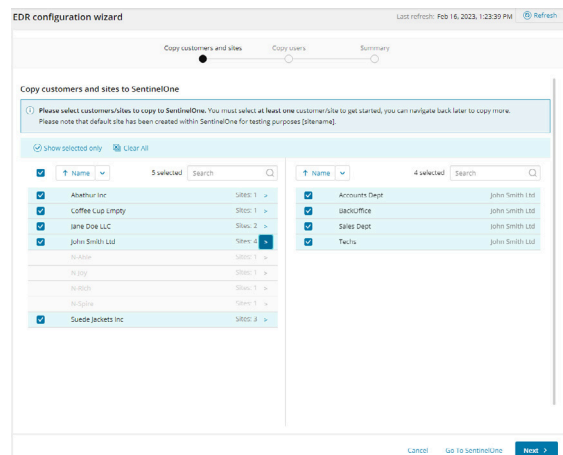 EDR configuration wizard
Last refresh: Feb 16, 2023, 1:23:39 PM
Refresh
Copy customers and sites
Copy users
Summary
Copy customers and sites to SentinelOne
Please select customers/sites to copy to SentinelOne. You must select at least one customer/site to get started, you can navigate back later to copy more.
Please note that default site has been created within SentinelOne for testing purposes [sitename].
Show selected only
Clear All
↑ Name
5 selected
Search
↑ Name
4 selected
Search
Abathur Inc
Sites: 1 >
Accounts Dept
John Smith Ltd
Coffee Cup Empty
Sites: 1 >
BackOffice
John Smith Ltd
Jane Doe LLC
Sites: 2 >
Sales Dept
John Smith Ltd
John Smith Ltd
Sites: 4 >
Techs
John Smith Ltd
N-Able
Sites: 1 >
N-Joy
Sites: 1 >
N-Rich
Sites: 1 >
N-Spire
Sites: 1 >
Suede Jackets Inc
Sites: 3 >
Cancel
Go To SentinelOne
Next >